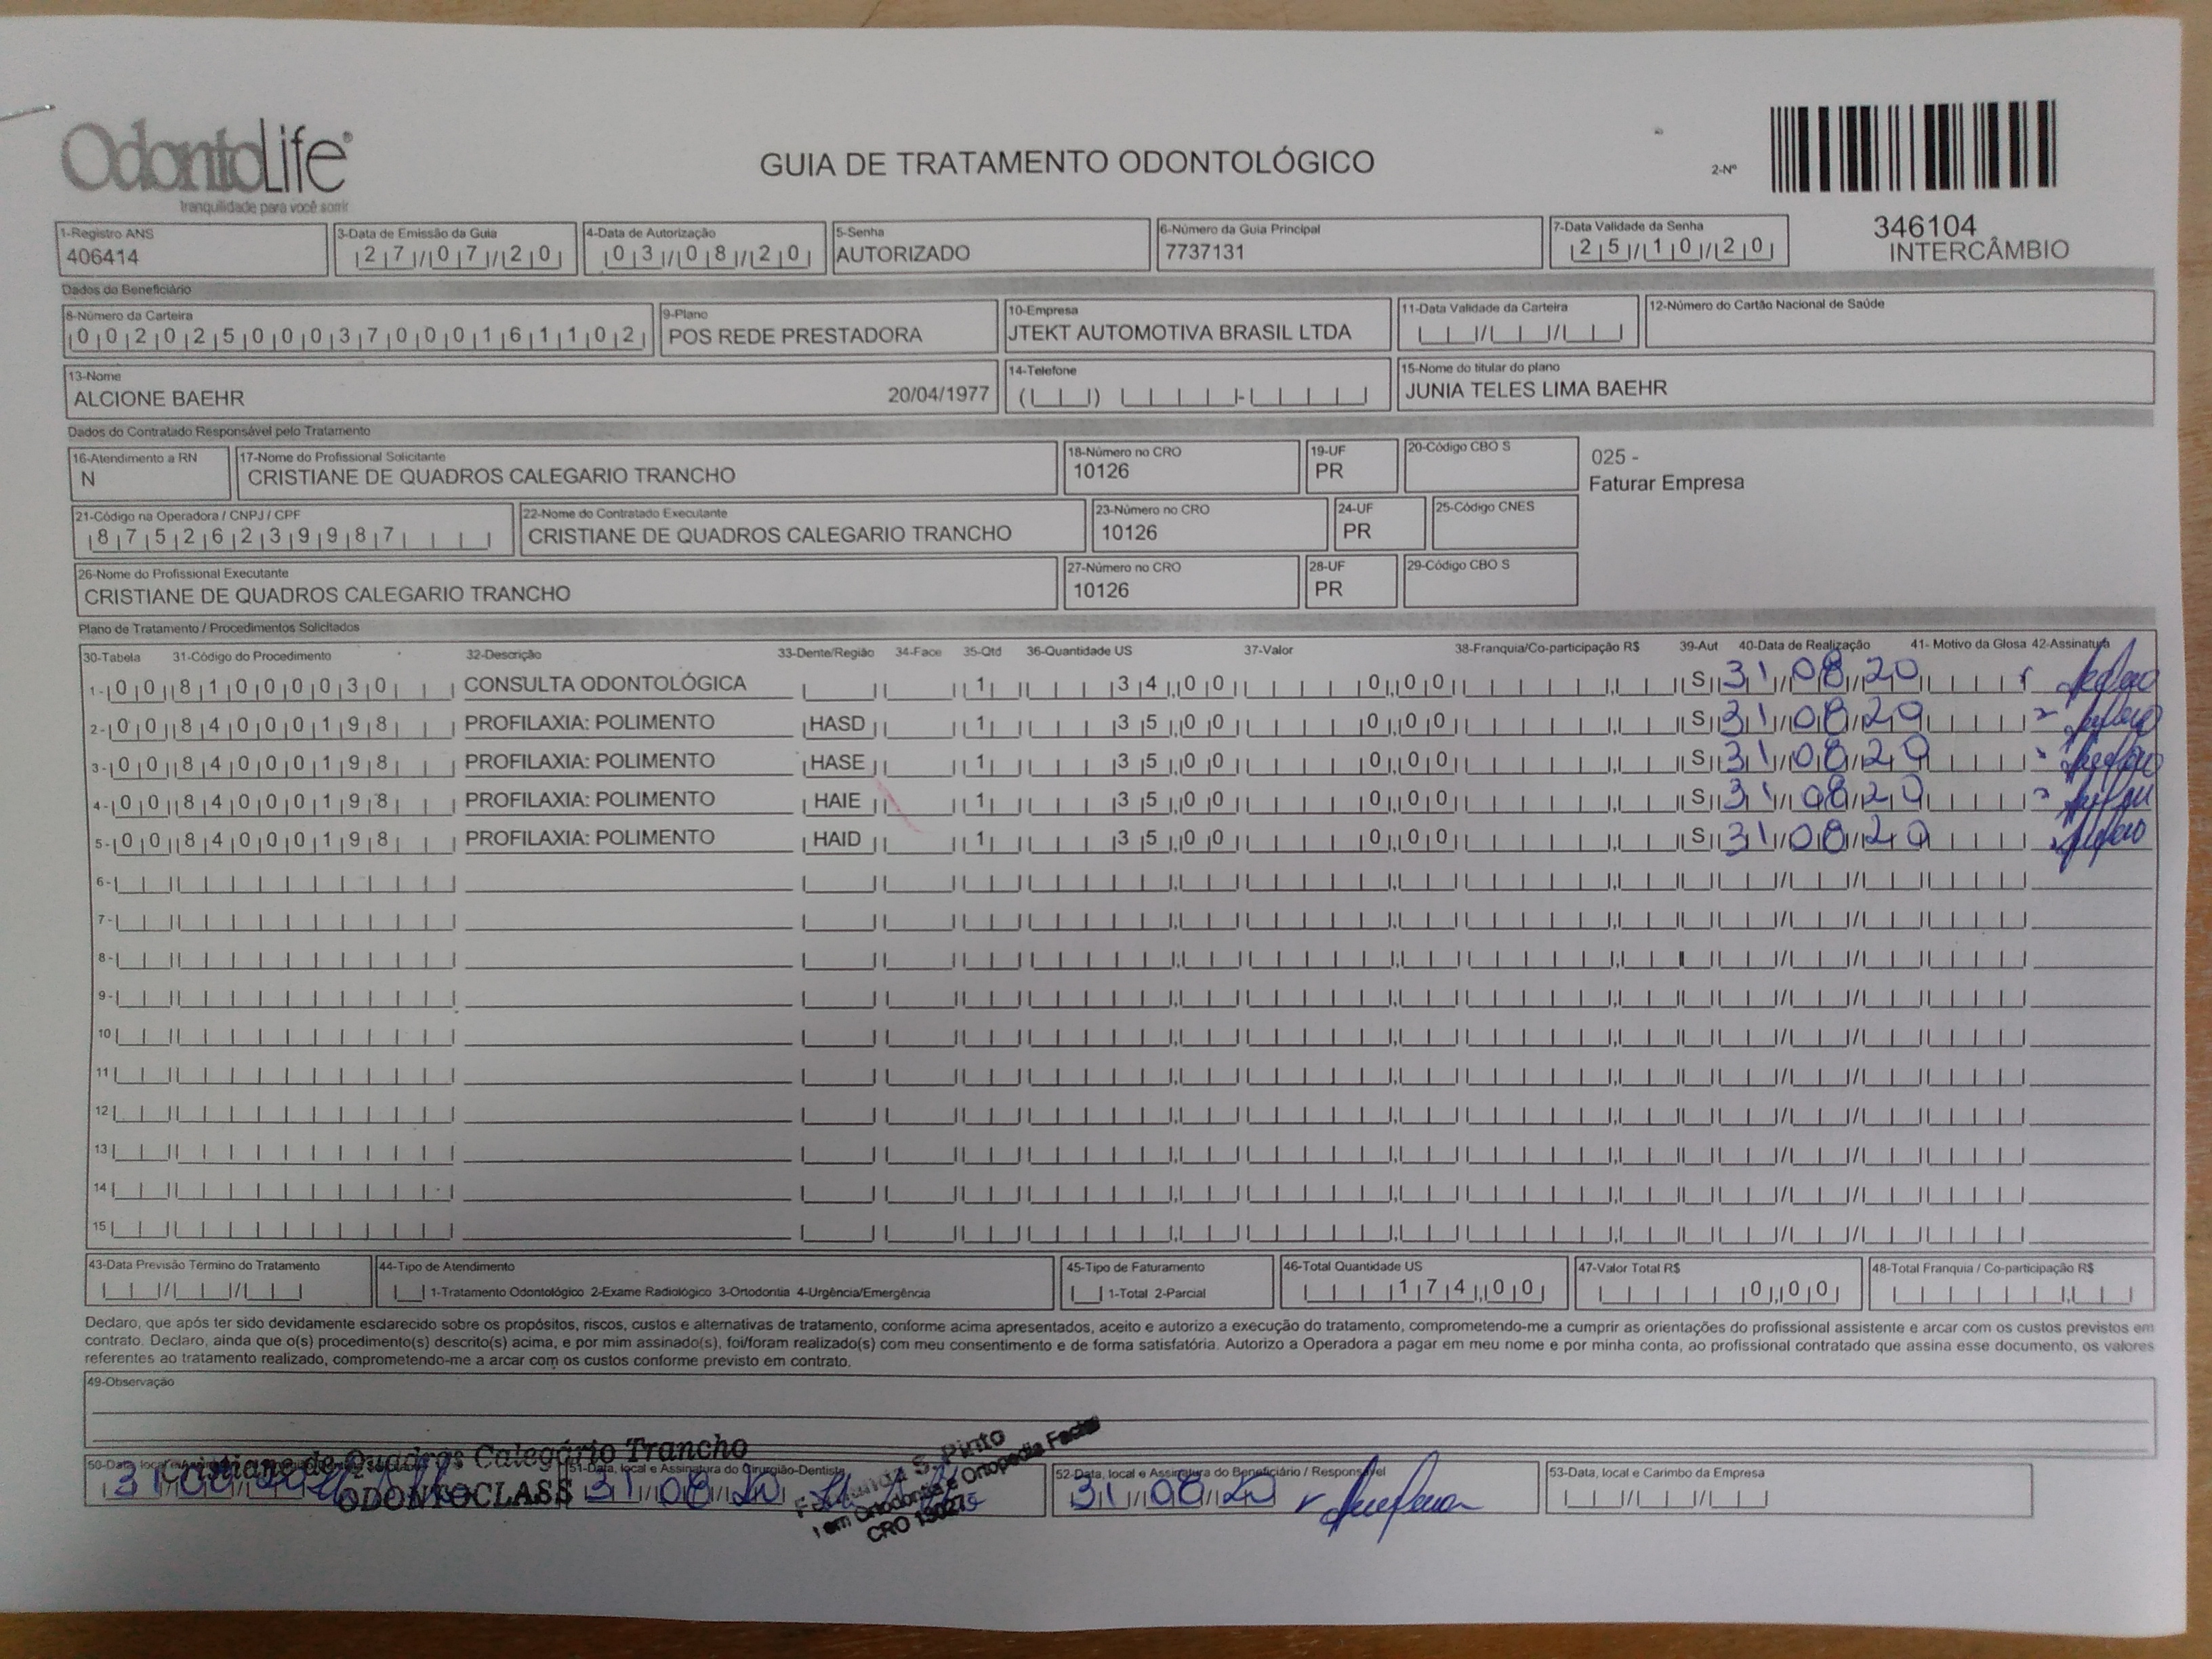 OdontoLife®
tranquilidade para você sorrir
GUIA DE TRATAMENTO ODONTOLÓGICO
2-Nº
346104
INTERCÂMBIO
1-Registro ANS
406414
3-Data de Emissão da Guia
27/07/20
4-Data de Autorização
03/08/20
5-Senha
AUTORIZADO
6-Número da Guia Principal
7737131
7-Data Validade da Senha
25/10/20
Dados do Beneficiário
8-Número da Carteira
00202500037000161102
9-Plano
POS REDE PRESTADORA
10-Empresa
JTEKT AUTOMOTIVA BRASIL LTDA
11-Data Validade da Carteira
12-Número do Cartão Nacional de Saúde
13-Nome
ALCIONE BAEHR 20/04/1977
14-Telefone
15-Nome do titular do plano
JUNIA TELES LIMA BAEHR
Dados do Contratado Responsável pelo Tratamento
16-Atendimento a RN
N
17-Nome do Profissional Solicitante
CRISTIANE DE QUADROS CALEGARIO TRANCHO
18-Número no CRO
10126
19-UF
PR
20-Código CBO S
025 -
Faturar Empresa
21-Código na Operadora / CNPJ / CPF
87526239987
22-Nome do Contratado Executante
CRISTIANE DE QUADROS CALEGARIO TRANCHO
23-Número no CRO
10126
24-UF
PR
25-Código CNES
26-Nome do Profissional Executante
CRISTIANE DE QUADROS CALEGARIO TRANCHO
27-Número no CRO
10126
28-UF
PR
29-Código CBO S
Plano de Tratamento / Procedimentos Solicitados
30-Tabela 31-Código do Procedimento 32-Descrição 33-Dente/Região 34-Face 35-Qtd 36-Quantidade US 37-Valor 38-Franquia/Co-participação R$ 39-Aut 40-Data de Realização 41- Motivo da Glosa 42-Assinatura
1- 00 81000030 CONSULTA ODONTOLÓGICA 1 34,00 0,00 S 31/08/20
2- 00 84000198 PROFILAXIA: POLIMENTO HASD 1 35,00 0,00 S 31/08/20
3- 00 84000198 PROFILAXIA: POLIMENTO HASE 1 35,00 0,00 S 31/08/20
4- 00 84000198 PROFILAXIA: POLIMENTO HAIE 1 35,00 0,00 S 31/08/20
5- 00 84000198 PROFILAXIA: POLIMENTO HAID 1 35,00 0,00 S 31/08/20
6-
7-
8-
9-
10
11
12
13
14
15
43-Data Previsão Término do Tratamento
44-Tipo de Atendimento
1-Tratamento Odontológico 2-Exame Radiológico 3-Ortodontia 4-Urgência/Emergência
45-Tipo de Faturamento
1-Total 2-Parcial
46-Total Quantidade US
174,00
47-Valor Total R$
0,00
48-Total Franquia / Co-participação R$
Declaro, que após ter sido devidamente esclarecido sobre os propósitos, riscos, custos e alternativas de tratamento, conforme acima apresentados, aceito e autorizo a execução do tratamento, comprometendo-me a cumprir as orientações do profissional assistente e arcar com os custos previstos em
contrato. Declaro, ainda que o(s) procedimento(s) descrito(s) acima, e por mim assinado(s), foi/foram realizado(s) com meu consentimento e de forma satisfatória. Autorizo a Operadora a pagar em meu nome e por minha conta, ao profissional contratado que assina esse documento, os valores
referentes ao tratamento realizado, comprometendo-me a arcar com os custos conforme previsto em contrato.
49-Observação
50-Data, local e
31/08
Cristiane de Quadros Calegário Trancho
ODONTOCLASS
51-Data, local e Assinatura do Cirurgião-Dentista
31/08/20
S. Pinto
em Ortodontia e Ortopedia Facial
CRO
52-Data, local e Assinatura do Beneficiário / Responsável
31/08/20
53-Data, local e Carimbo da Empresa